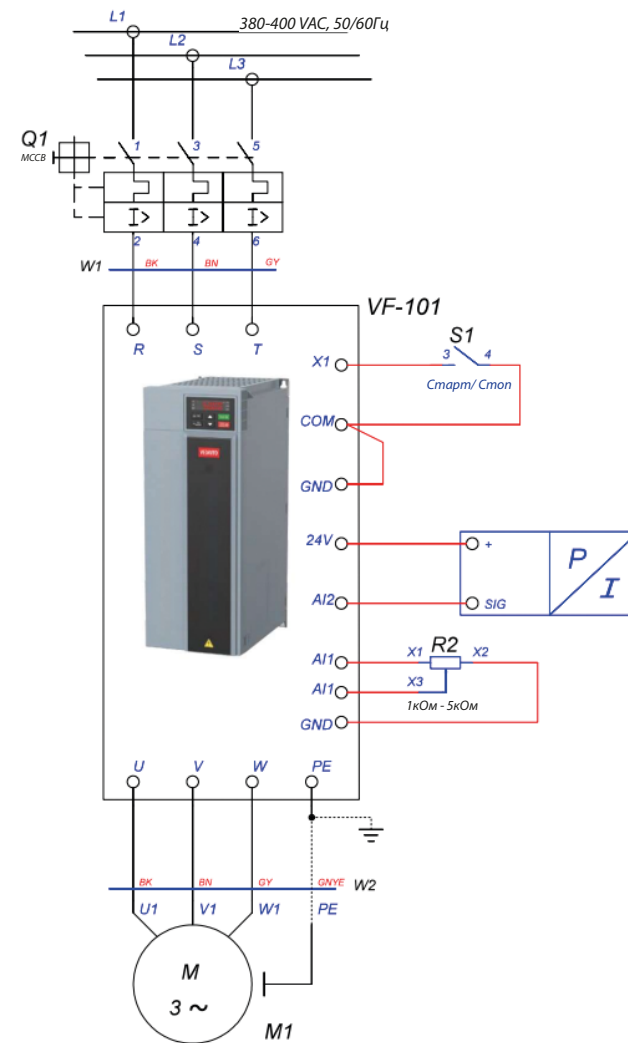 L1
380-400 VAC, 50/60Гц
L2
L3
Q1
MCCB
1
3
5
I>
I>
I>
2
4
6
W1
BK
BN
GY
VF-101
R
S
T
X1
S1
3
4
Старт/ Стоп
COM
GND
24V
+
P
I
AI2
SIG
AI1
X1
R2
X2
AI1
X3
1кОм - 5кОм
GND
U
V
W
PE
BK
BN
GY
GNYE
W2
U1
V1
W1
PE
M
3 ~
M1